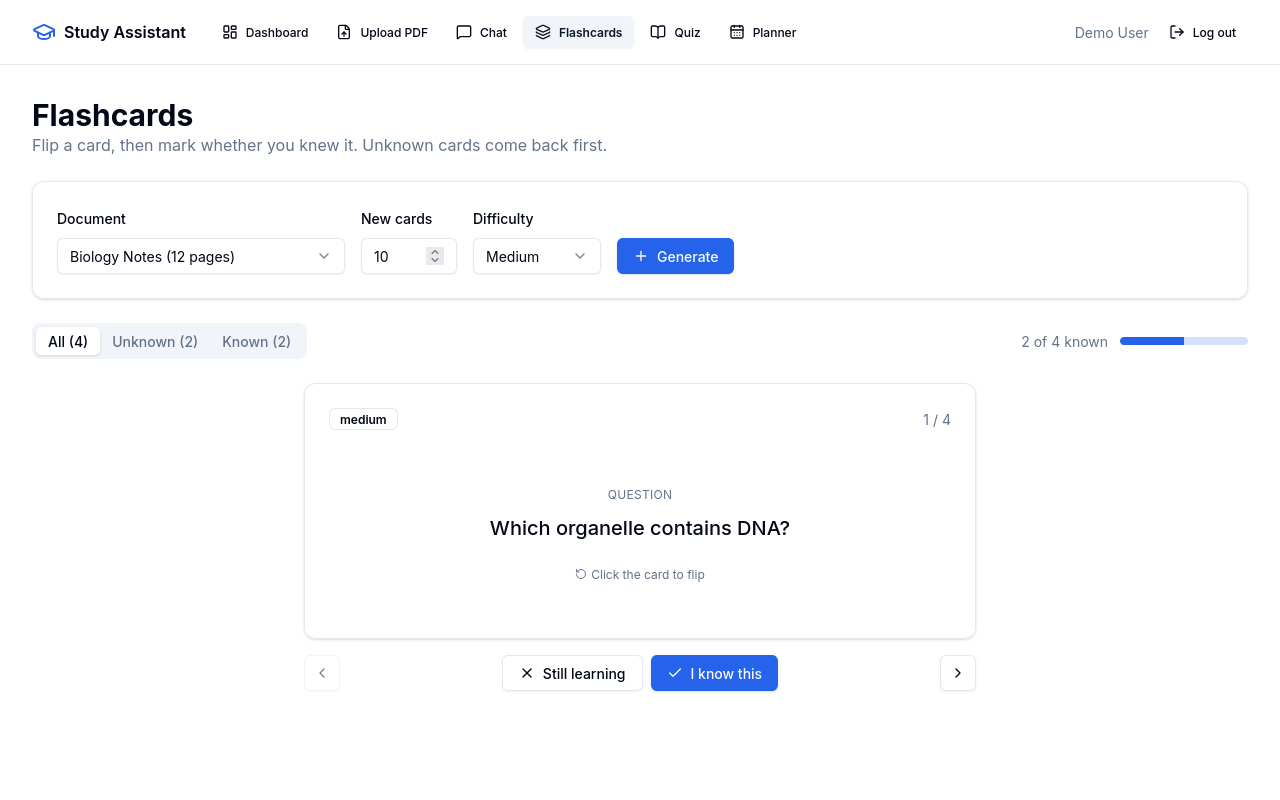 Study Assistant
Dashboard
Upload PDF
Chat
Flashcards
Quiz
Planner
Demo User
Log out
Flashcards
Flip a card, then mark whether you knew it. Unknown cards come back first.
Document
New cards
Difficulty
Biology Notes (12 pages)
10
Medium
Generate
All (4)
Unknown (2)
Known (2)
2 of 4 known
medium
1 / 4
QUESTION
Which organelle contains DNA?
Click the card to flip
Still learning
I know this